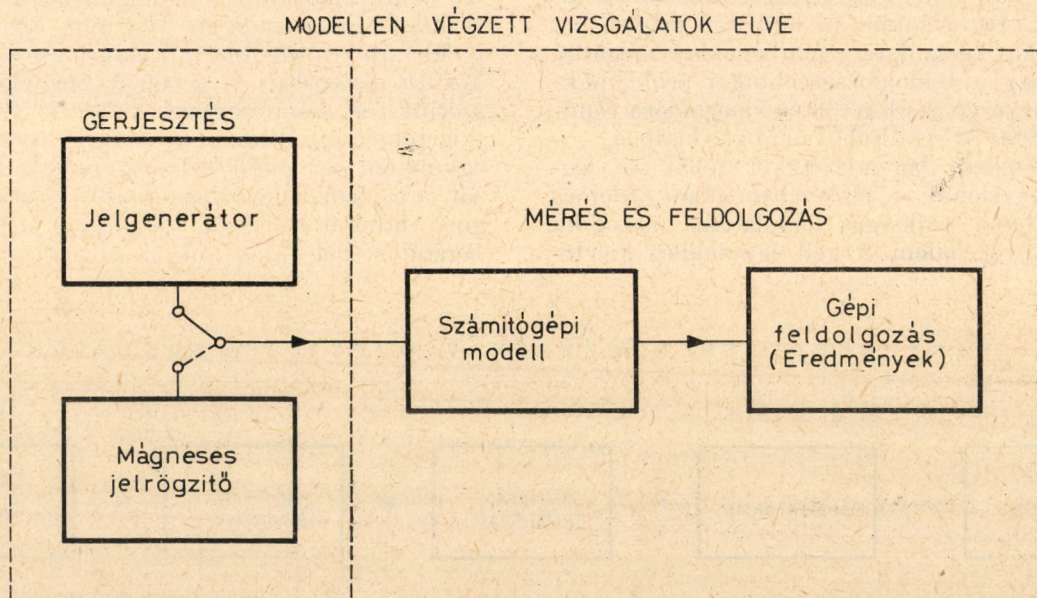 MODELLEN VÉGZETT VIZSGÁLATOK ELVE
GERJESZTÉS
Jelgenerátor
Mágneses
jelrögzitő
MÉRÉS ÉS FELDOLGOZÁS
Számitógépi
modell
Gépi
feldolgozás
(Eredmények)